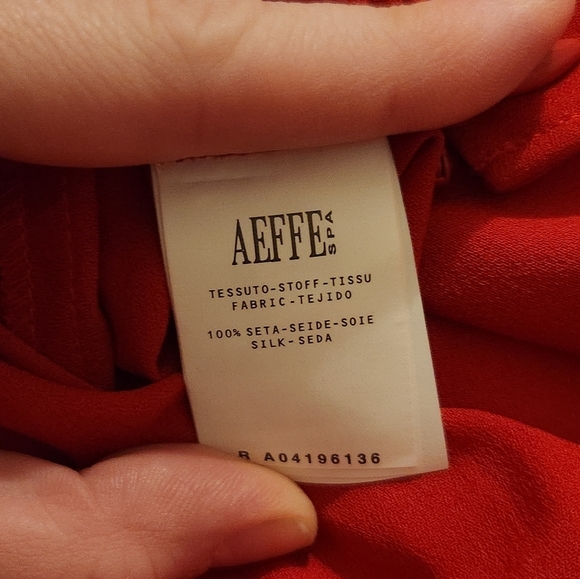 AEFFE SPA
TESSUTO-STOFF-TISSU
FABRIC-TEJIDO
100% SETA-SEIDE-SOIE
SILK-SEDA
R A04196136